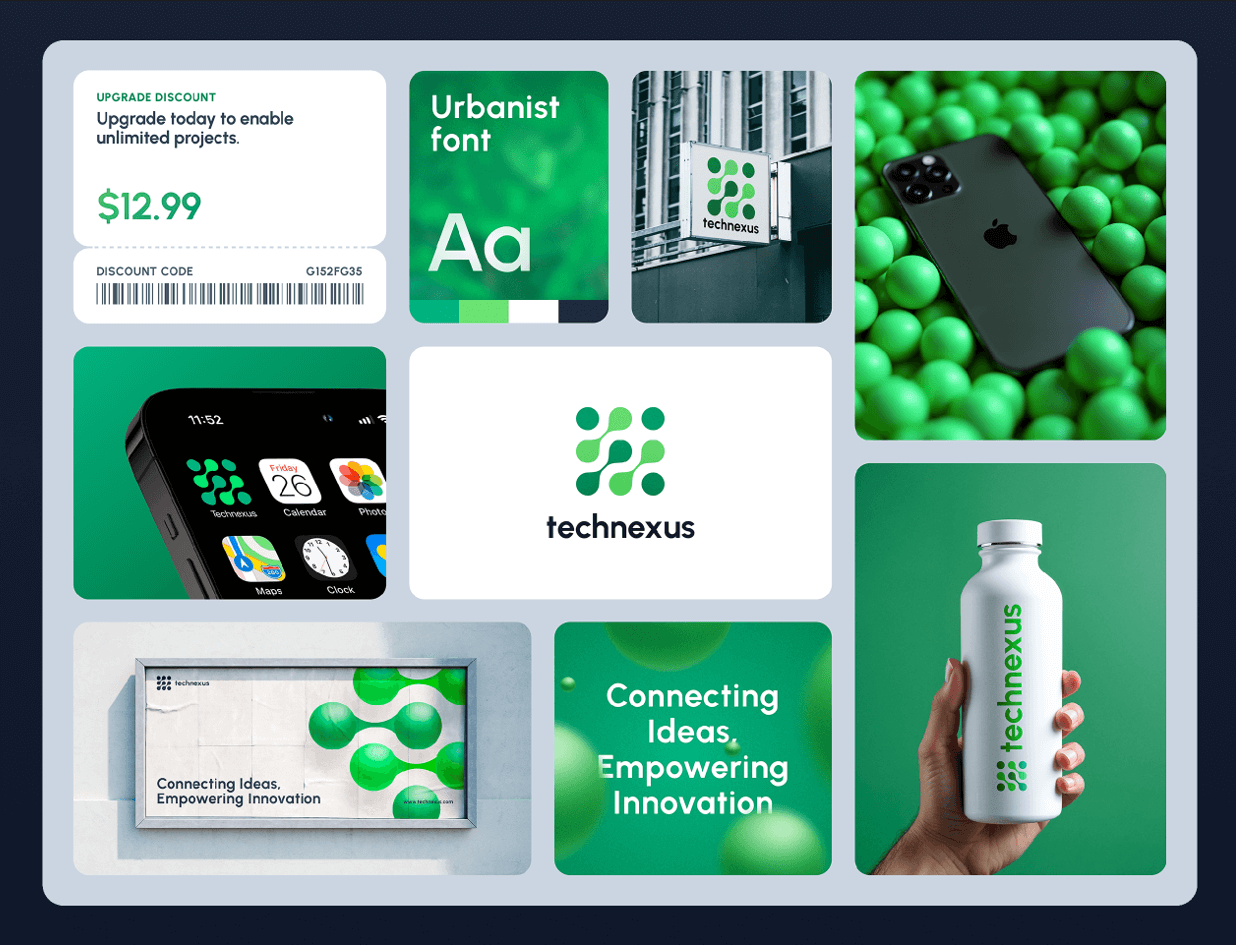 UPGRADE DISCOUNT
Upgrade today to enable
unlimited projects.
$12.99
DISCOUNT CODE G152FG35
Urbanist
font
Aa
technexus
11:52
Technexus
Friday
26
Calendar
Photo
Maps
Clock
technexus
technexus
Connecting Ideas,
Empowering Innovation
www.technexus.com
Connecting
Ideas,
Empowering
Innovation
technexus